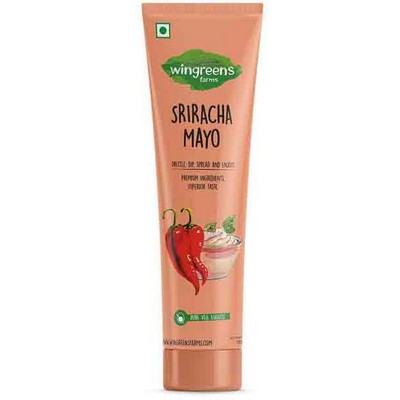 wingreens
farms
SRIRACHA
MAYO
DRIZZLE, DIP, SPREAD AND ENJOY!
PREMIUM INGREDIENTS,
SUPERIOR TASTE.
WWW.WINGREENSFARMS.COM